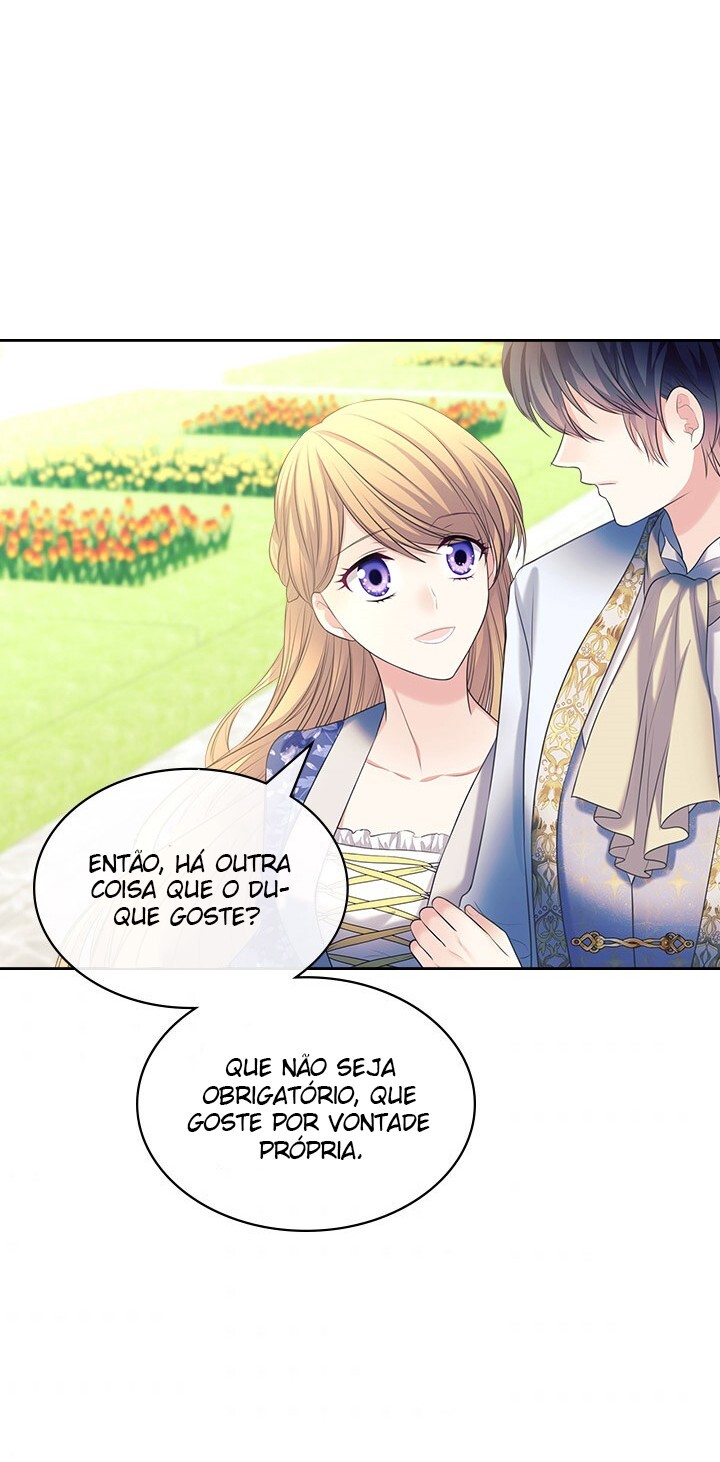 ENTÃO, HÁ OUTRA
COISA QUE O DU-
QUE GOSTE?
QUE NÃO SEJA
OBRIGATÓRIO, QUE
GOSTE POR VONTADE
PRÓPRIA.